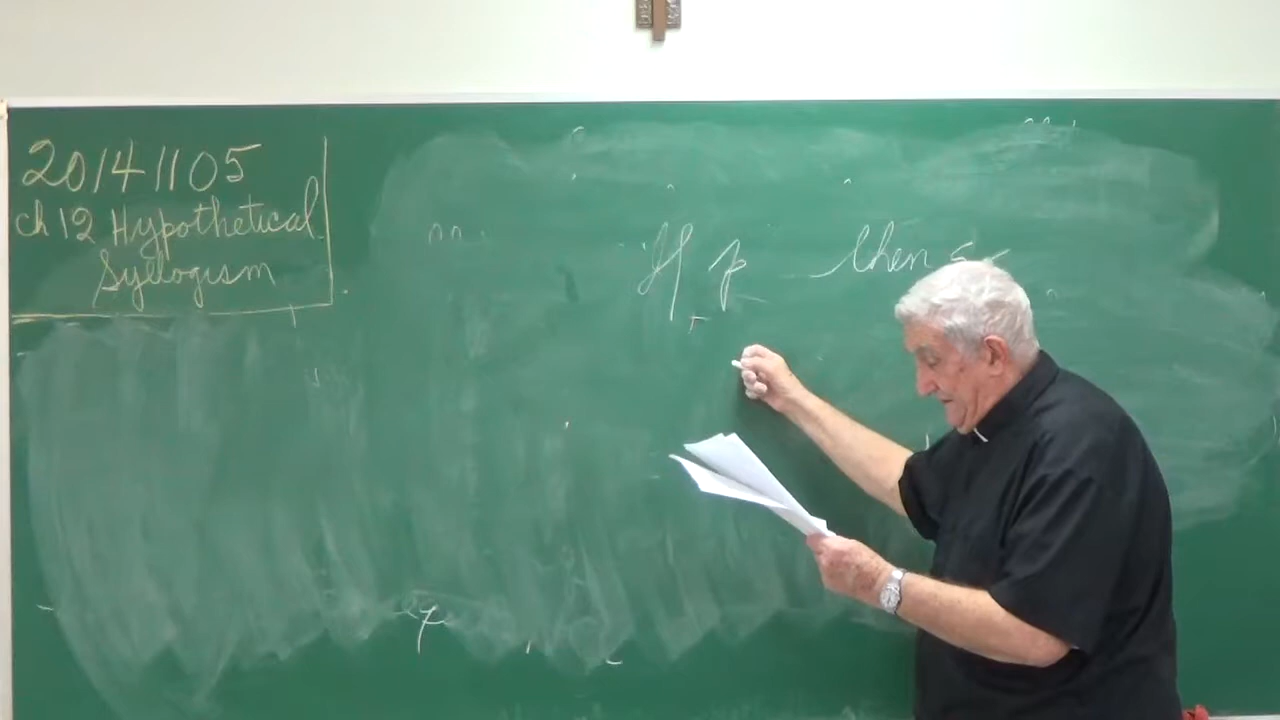 20141105
ch 12 Hypothetical
Syllogism
If p then
p